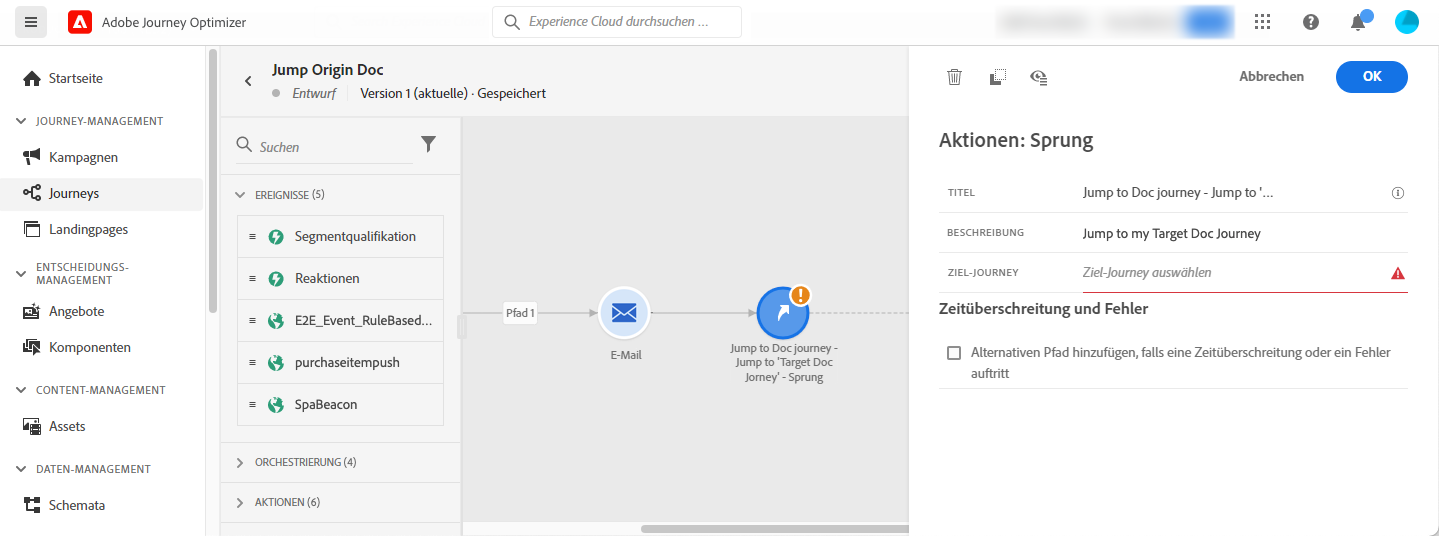 Adobe Journey Optimizer
Experience Cloud durchsuchen ...
Startseite
JOURNEY-MANAGEMENT
Kampagnen
Journeys
Landingpages
ENTSCHEIDUNGS-
MANAGEMENT
Angebote
Komponenten
CONTENT-MANAGEMENT
Assets
DATEN-MANAGEMENT
Schemata
Jump Origin Doc
Entwurf
Version 1 (aktuelle) · Gespeichert
Suchen
EREIGNISSE (5)
Segmentqualifikation
Reaktionen
E2E_Event_RuleBased...
purchaseitempush
SpaBeacon
ORCHESTRIERUNG (4)
AKTIONEN (6)
Pfad 1
E-Mail
Jump to Doc journey -
Jump to 'Target Doc
Jorney' - Sprung
Abbrechen
OK
Aktionen: Sprung
TITEL
Jump to Doc journey - Jump to '...
BESCHREIBUNG
Jump to my Target Doc Journey
ZIEL-JOURNEY
Ziel-Journey auswählen
Zeitüberschreitung und Fehler
Alternativen Pfad hinzufügen, falls eine Zeitüberschreitung oder ein Fehler
auftritt